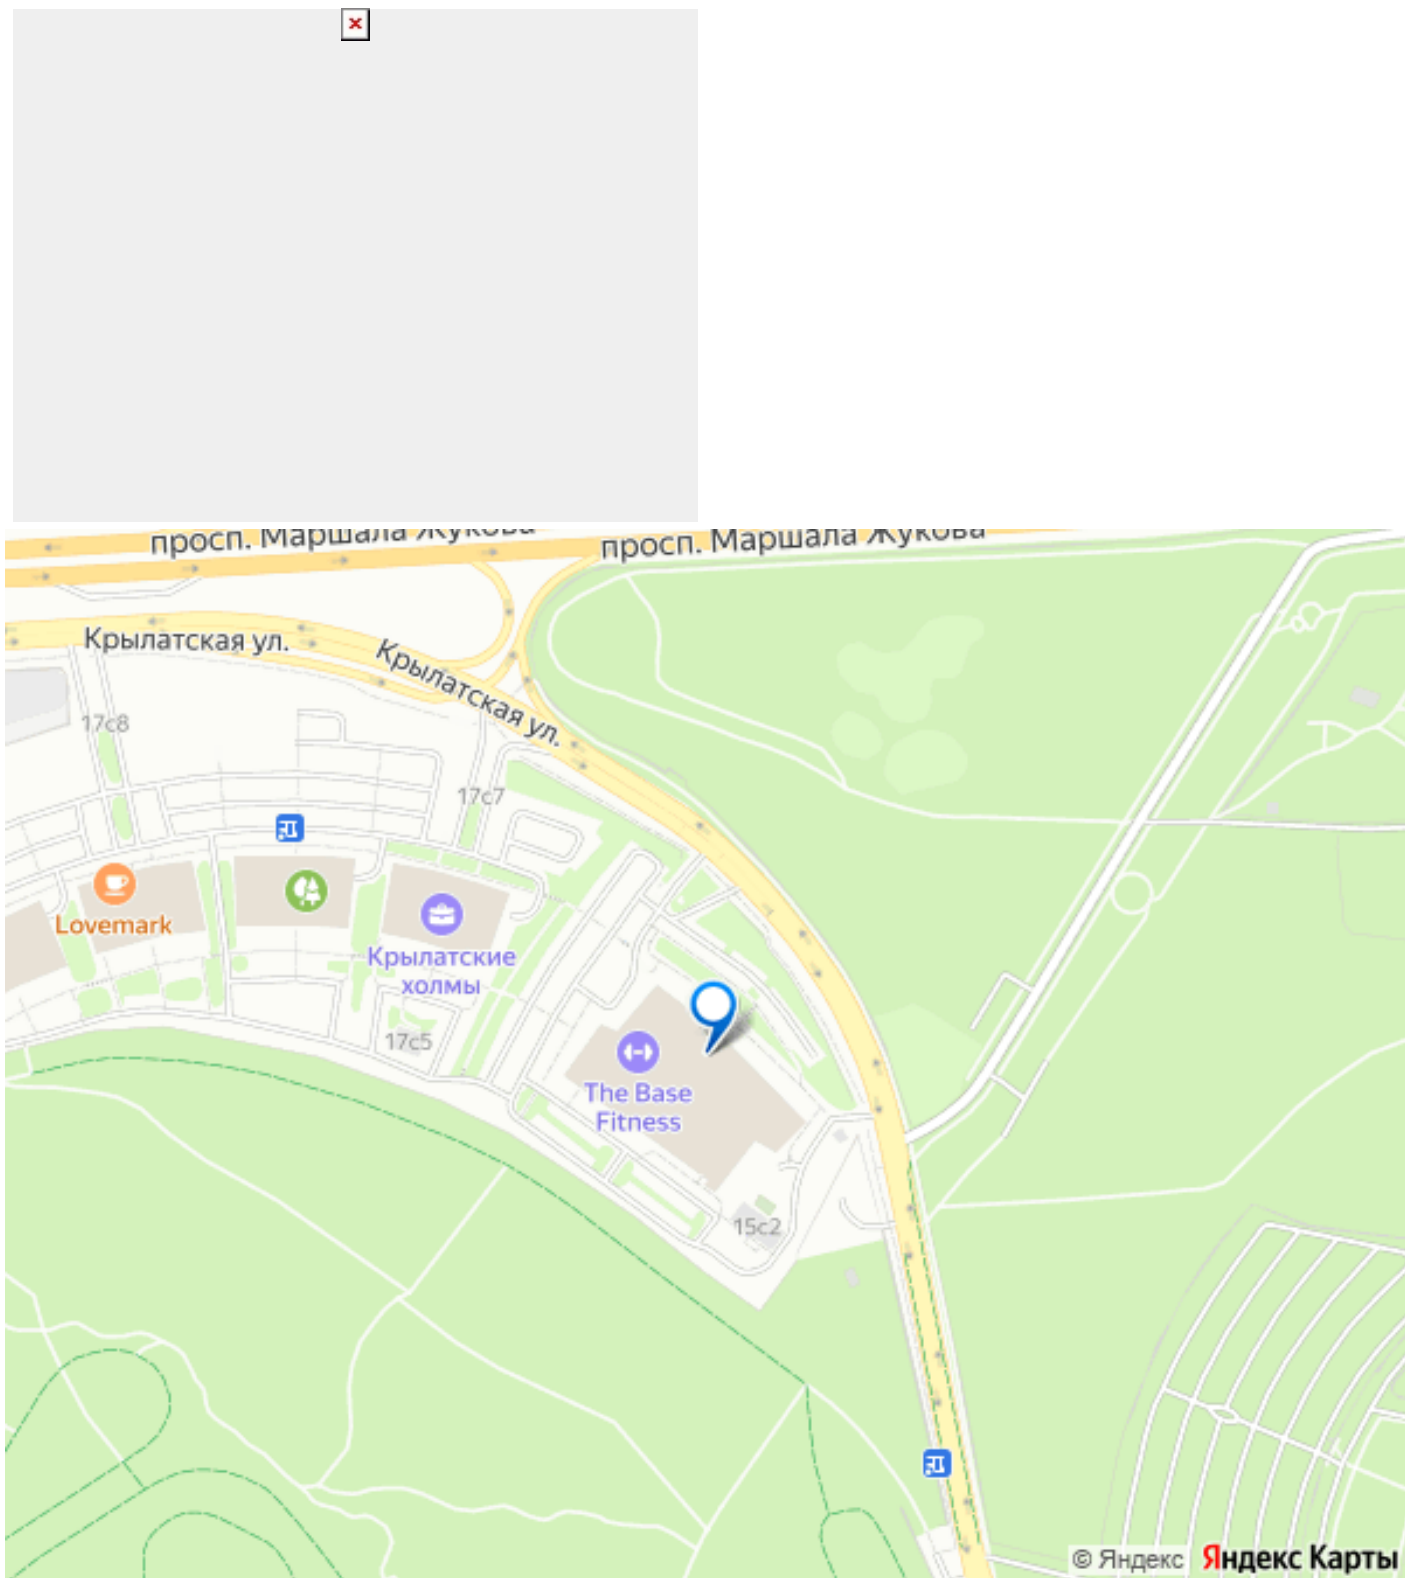 просп. Маршала Жукова
просп. Маршала Жукова
Крылатская ул.
Крылатская ул.
17с8
17с7
Lovemark
Крылатские
холмы
17с5
The Base
Fitness
15с2
© Яндекс Яндекс Карты